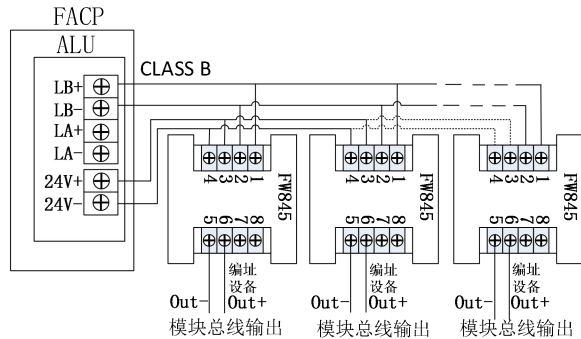 FACP
ALU
CLASS B
LB+
LB-
LA+
LA-
24V+
24V-
4 3 2 1
FW845
5 6 7 8
编址
设备
Out- Out+
模块总线输出
4 3 2 1
FW845
5 6 7 8
编址
设备
Out- Out+
模块总线输出
4 3 2 1
FW845
5 6 7 8
编址
设备
Out- Out+
模块总线输出